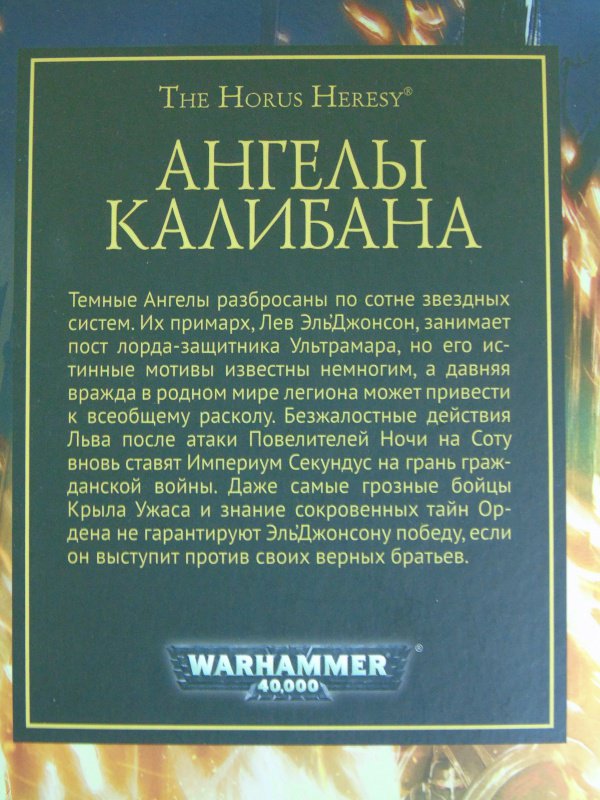 THE HORUS HERESY®
АНГЕЛЫ
КАЛИБАНА
Темные Ангелы разбросаны по сотне звездных
систем. Их примарх, Лев Эль'Джонсон, занимает
пост лорда-защитника Ультрамара, но его ис-
тинные мотивы известны немногим, а давняя
вражда в родном мире легиона может привести
к всеобщему расколу. Безжалостные действия
Льва после атаки Повелителей Ночи на Соту
вновь ставят Империум Секундус на грань граж-
данской войны. Даже самые грозные бойцы
Крыла Ужаса и знание сокровенных тайн Ор-
дена не гарантируют Эль'Джонсону победу, если
он выступит против своих верных братьев.
WARHAMMER®
40,000